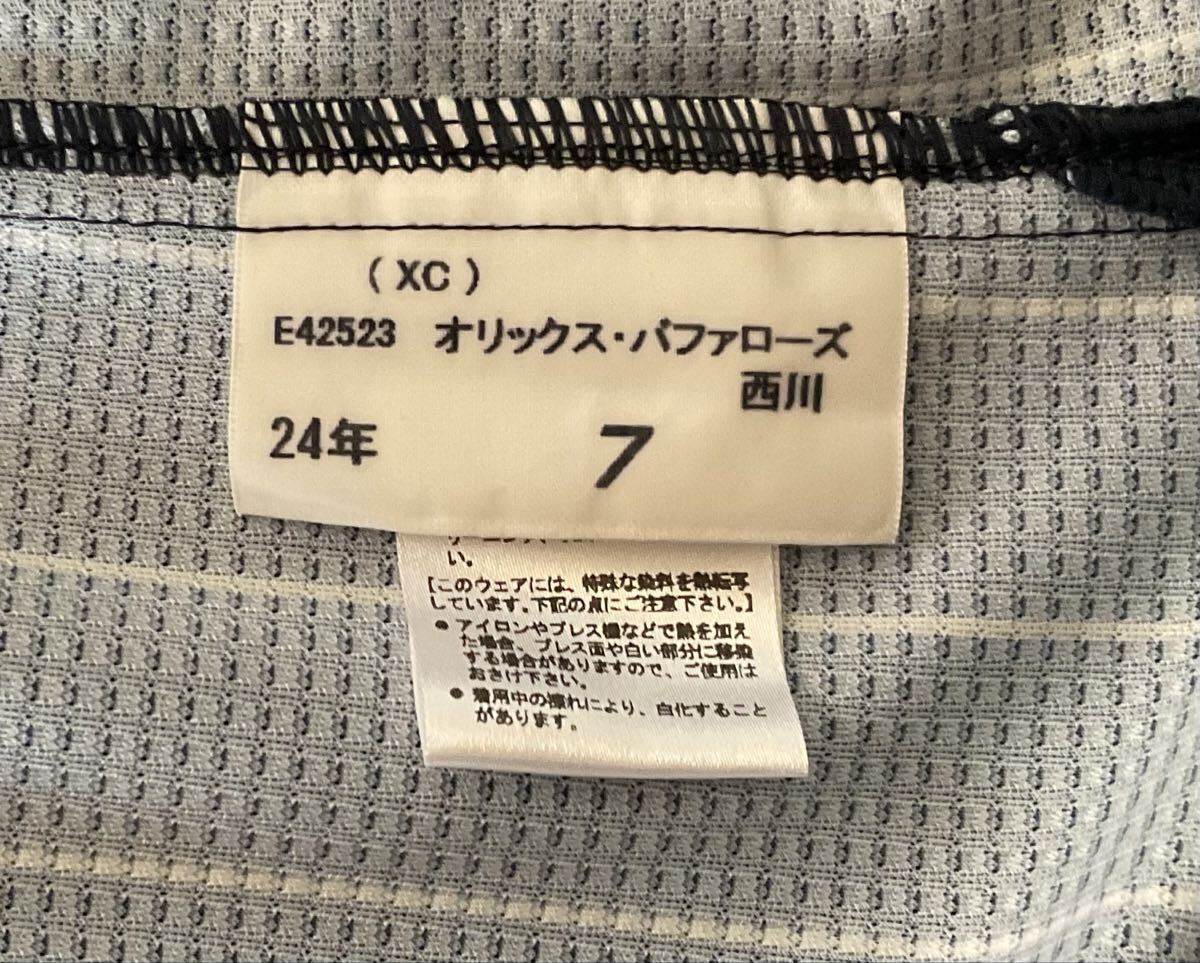 (XC)
E42523 オリックス・バファローズ
西川
24年 7
い。
【このウェアには、特殊な染料を熱転写
しています。下記の点にご注意下さい。】
● アイロンやプレス機などで熱を加え
た場合、プレス面や白い部分に移染
する場合がありますので、ご使用は
おさけ下さい。
● 着用中の擦れにより、白化すること
があります。